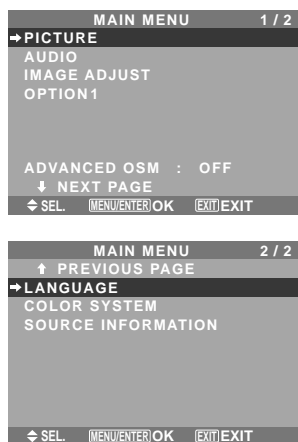 MAIN MENU 1 / 2
➔PICTURE
AUDIO
IMAGE ADJUST
OPTION1
ADVANCED OSM : OFF
⬇ NEXT PAGE
SEL. MENU/ENTER OK EXIT EXIT
MAIN MENU 2 / 2
⬆ PREVIOUS PAGE
➔LANGUAGE
COLOR SYSTEM
SOURCE INFORMATION
SEL. MENU/ENTER OK EXIT EXIT